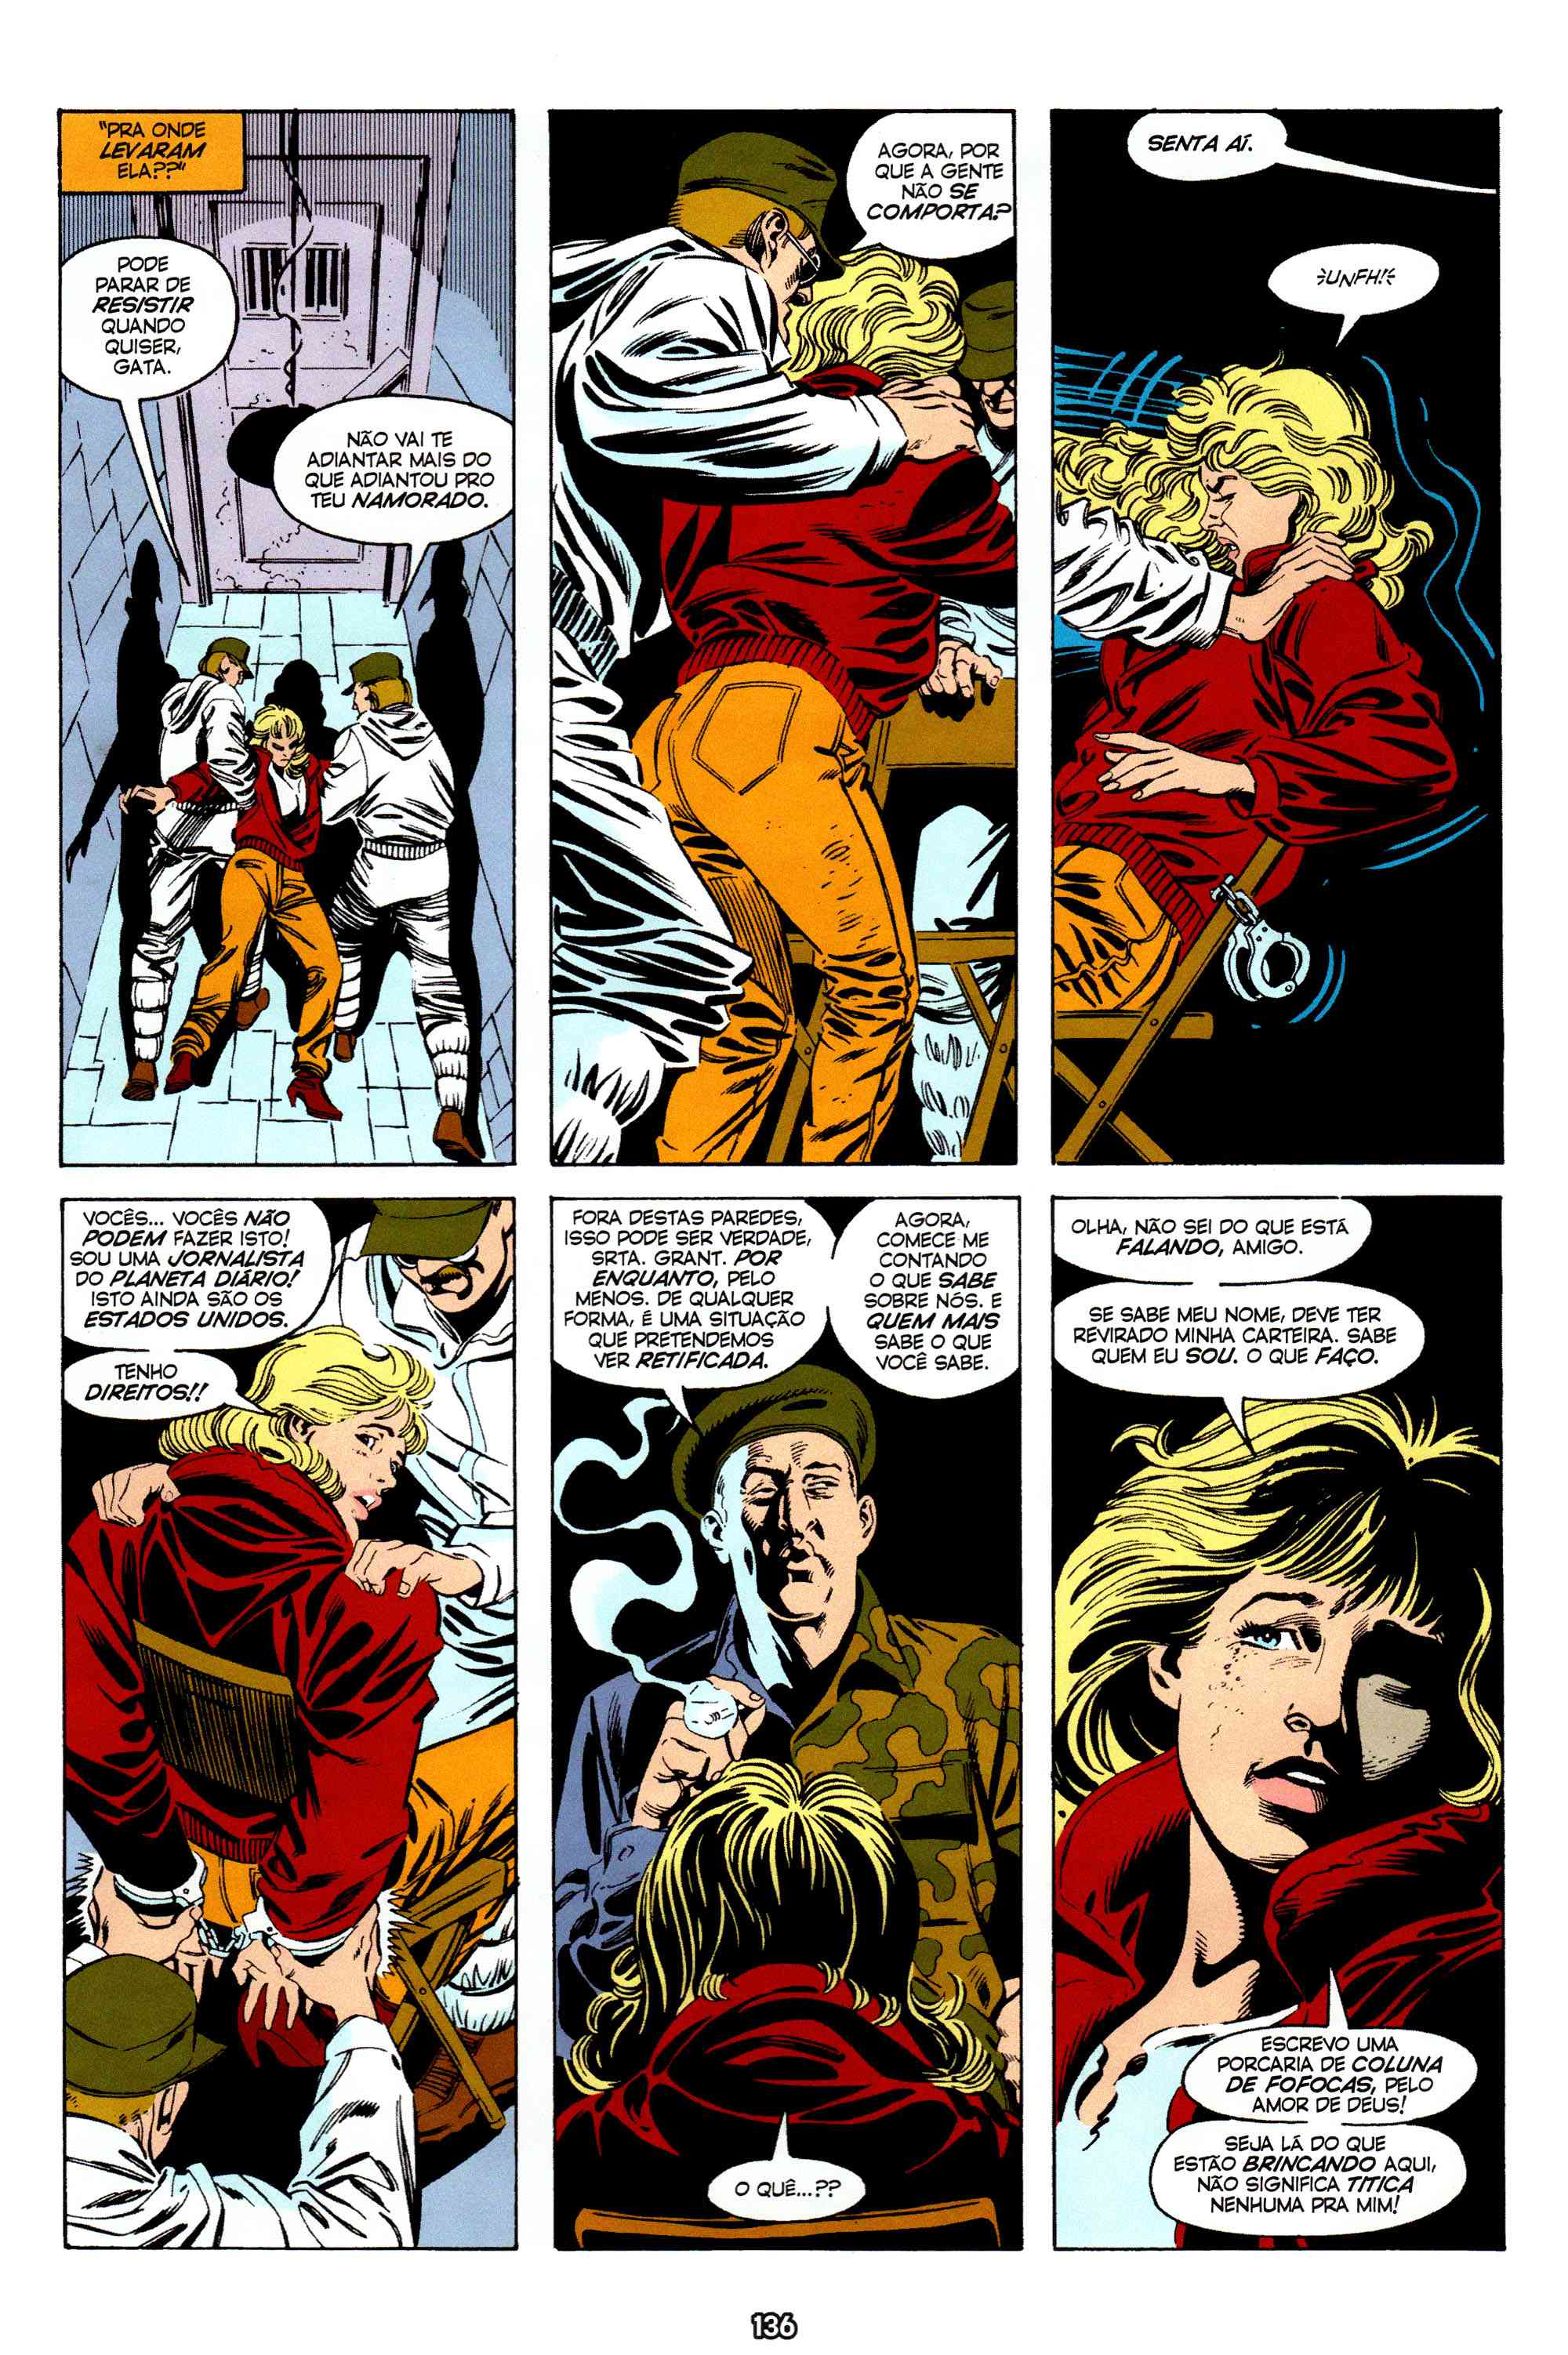 "PRA ONDE
LEVARAM
ELA??"
PODE
PARAR DE
RESISTIR
QUANDO
QUISER,
GATA.
NÃO VAI TE
ADIANTAR MAIS DO
QUE ADIANTOU PRO
TEU NAMORADO.
AGORA, POR
QUE A GENTE
NÃO SE
COMPORTA?
SENTA AÍ.
UNFH!
VOCÊS... VOCÊS NÃO
PODEM FAZER ISTO!
SOU UMA JORNALISTA
DO PLANETA DIÁRIO!
ISTO AINDA SÃO OS
ESTADOS UNIDOS.
TENHO
DIREITOS!!
FORA DESTAS PAREDES,
ISSO PODE SER VERDADE,
SRTA. GRANT. POR
ENQUANTO, PELO
MENOS. DE QUALQUER
FORMA, É UMA SITUAÇÃO
QUE PRETENDEMOS
VER RETIFICADA.
AGORA,
COMECE ME
CONTANDO
O QUE SABE
SOBRE NÓS. E
QUEM MAIS
SABE O QUE
VOCÊ SABE.
O QUÊ...??
OLHA, NÃO SEI DO QUE ESTÁ
FALANDO, AMIGO.
SE SABE MEU NOME, DEVE TER
REVIRADO MINHA CARTEIRA. SABE
QUEM EU SOU. O QUE FAÇO.
ESCREVO UMA
PORCARIA DE COLUNA
DE FOFOCAS, PELO
AMOR DE DEUS!
SEJA LÁ DO QUE
ESTÃO BRINCANDO AQUI,
NÃO SIGNIFICA TITICA
NENHUMA PRA MIM!
136